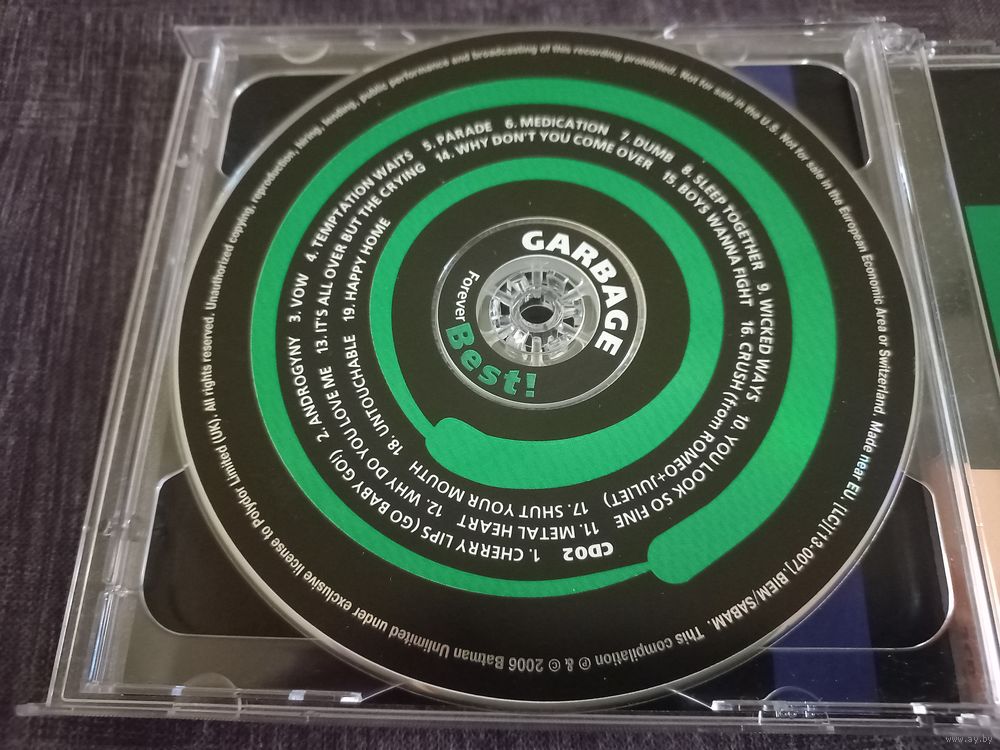 GARBAGE
Forever
Best!
CD02
1. CHERRY LIPS (GO BABY GO!) 2. ANDROGYNY 3. VOW 4. TEMPTATION WAITS 5. PARADE 6. MEDICATION 7. DUMB 8. SLEEP TOGETHER 9. WICKED WAYS 10. YOU LOOK SO FINE
11. METAL HEART 12. WHY DO YOU LOVE ME 13. IT'S ALL OVER BUT THE CRYING 14. WHY DON'T YOU COME OVER 15. BOYS WANNA FIGHT 16. CRUSH (from ROMEO+JULIET)
17. SHUT YOUR MOUTH 18. UNTOUCHABLE 19. HAPPY HOME
This compilation ℗ & © 2006 Batman Unlimited under exclusive license to Polydor Limited (UK). All rights reserved. Unauthorized copying, reproduction, hiring, lending, public performance and broadcasting of this recording prohibited. Not for sale in the U.S. Not for sale in the European Economic Area or Switzerland. Made near EU. [LC](13-007). BIEM/SABAM.
www.ay.by